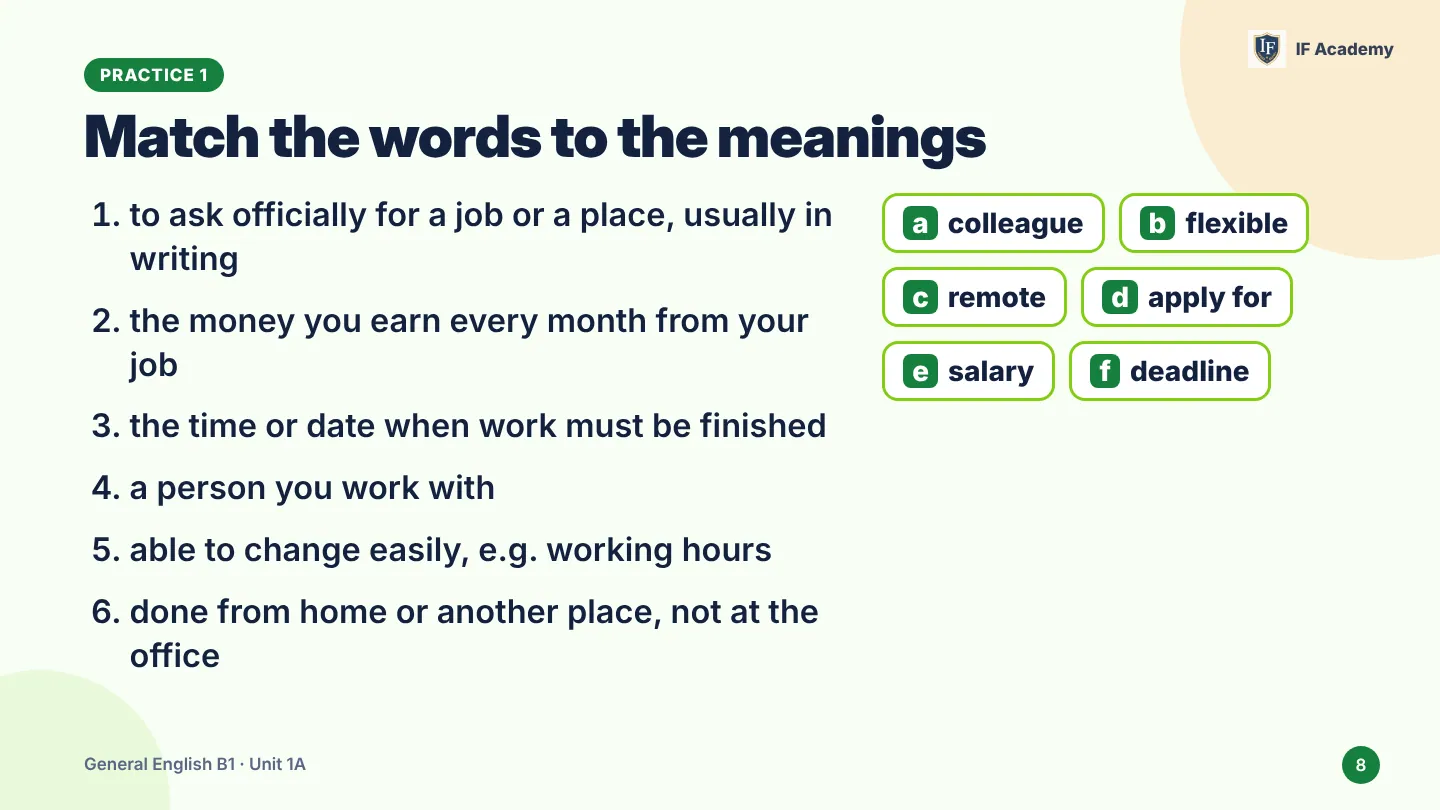 IF
IF Academy
PRACTICE 1
Match the words to the meanings
1. to ask officially for a job or a place, usually in
writing
2. the money you earn every month from your
job
3. the time or date when work must be finished
4. a person you work with
5. able to change easily, e.g. working hours
6. done from home or another place, not at the
office
a colleague
b flexible
c remote
d apply for
e salary
f deadline
General English B1 · Unit 1A
8